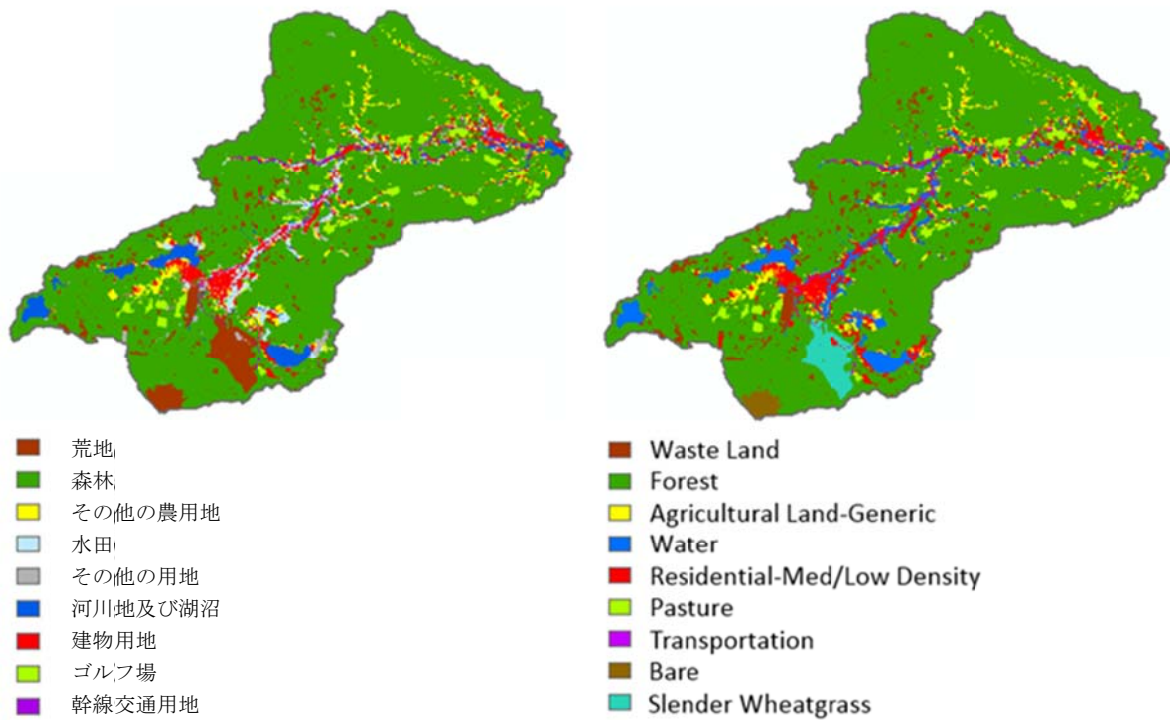 荒地
森林
その他の農用地
水田
その他の用地
河川地及び湖沼
建物用地
ゴルフ場
幹線交通用地
Waste Land
Forest
Agricultural Land-Generic
Water
Residential-Med/Low Density
Pasture
Transportation
Bare
Slender Wheatgrass